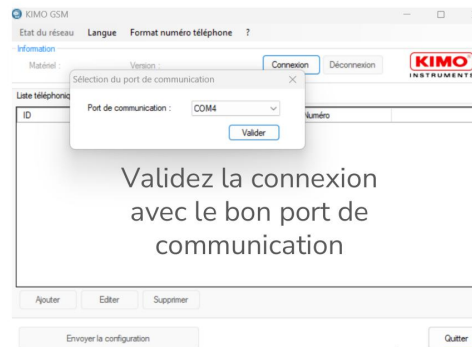 KIMO GSM
Etat du réseau Langue Format numéro téléphone ?
Information
Matériel : Version : Connexion Déconnexion
KIMO
INSTRUMENTS
Sélection du port de communication
Liste téléphoniq
Port de communication : COM4
ID Numéro
Valider
Validez la connexion
avec le bon port de
communication
Ajouter Editer Supprimer
Envoyer la configuration Quitter